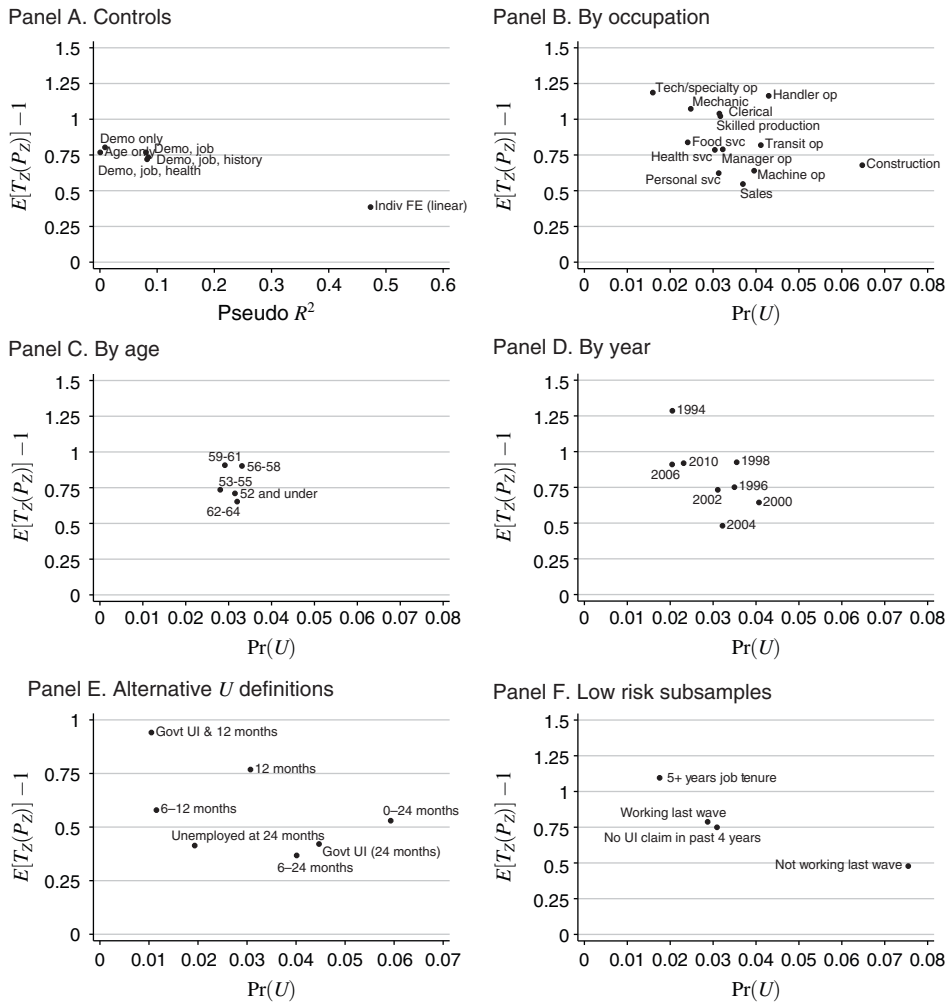 Panel A. Controls
E[T_Z(P_Z)] − 1
1.5
1.25
1
0.75
0.5
0.25
0
Demo only
Age only
Demo, job
Demo, job, history
Demo, job, health
Indiv FE (linear)
0 0.1 0.2 0.3 0.4 0.5 0.6
Pseudo R²
Panel B. By occupation
E[T_Z(P_Z)] − 1
1.5
1.25
1
0.75
0.5
0.25
0
Tech/specialty op
Handler op
Mechanic
Clerical
Skilled production
Food svc
Transit op
Health svc
Manager op
Construction
Personal svc
Machine op
Sales
0 0.01 0.02 0.03 0.04 0.05 0.06 0.07 0.08
Pr(U)
Panel C. By age
E[T_Z(P_Z)] − 1
1.5
1.25
1
0.75
0.5
0.25
0
59-61
56-58
53-55
52 and under
62-64
0 0.01 0.02 0.03 0.04 0.05 0.06 0.07 0.08
Pr(U)
Panel D. By year
E[T_Z(P_Z)] − 1
1.5
1.25
1
0.75
0.5
0.25
0
1994
2010
1998
2006
1996
2002
2000
2004
0 0.01 0.02 0.03 0.04 0.05 0.06 0.07 0.08
Pr(U)
Panel E. Alternative U definitions
E[T_Z(P_Z)] − 1
1
0.75
0.5
0.25
0
Govt UI & 12 months
12 months
6–12 months
0–24 months
Unemployed at 24 months
Govt UI (24 months)
6–24 months
0 0.01 0.02 0.03 0.04 0.05 0.06 0.07
Pr(U)
Panel F. Low risk subsamples
E[T_Z(P_Z)] − 1
1.5
1.25
1
0.75
0.5
0.25
0
5+ years job tenure
Working last wave
No UI claim in past 4 years
Not working last wave
0 0.01 0.02 0.03 0.04 0.05 0.06 0.07 0.08
Pr(U)